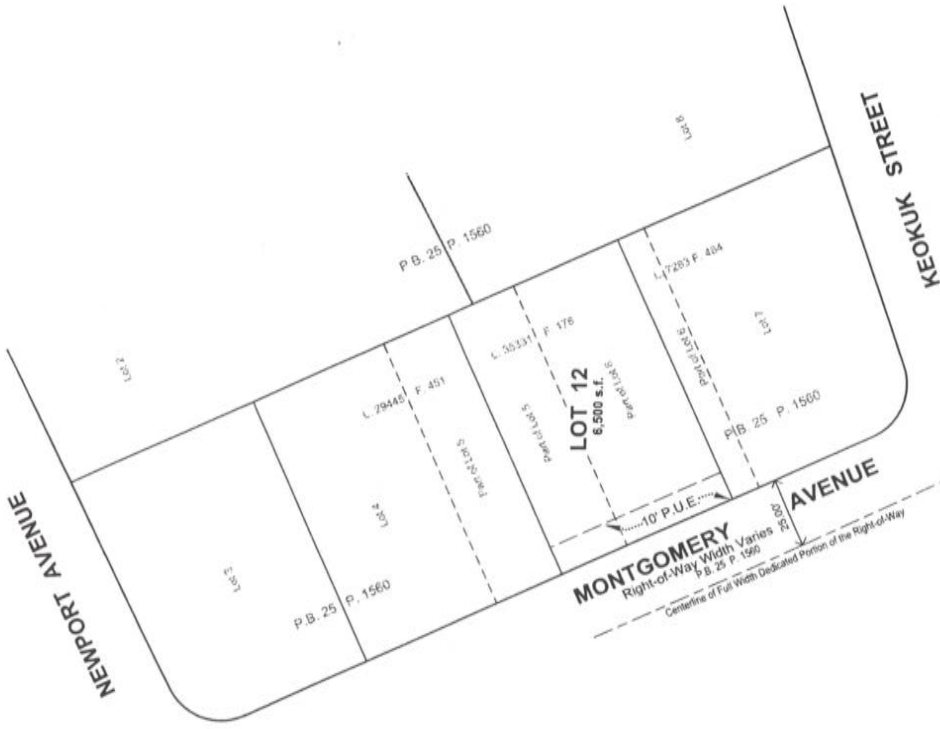 NEWPORT AVENUE
KEOKUK STREET
Lot 2
Lot 8
P.B. 25 P. 1560
L. 7283 F. 484
L. 35331 F. 176
L. 29445 F. 451
Lot 3
Lot 4
Part of Lot 5
Part of Lot 5
LOT 12
6,500 s.f.
Part of Lot 6
Part of Lot 6
Lot 7
P.B. 25 P. 1560
P.B. 25 P. 1560
10' P.U.E.
MONTGOMERY AVENUE
Right-of-Way Width Varies
P.B. 25 P. 1560
25.00'
Centerline of Full Width Dedicated Portion of the Right-of-Way